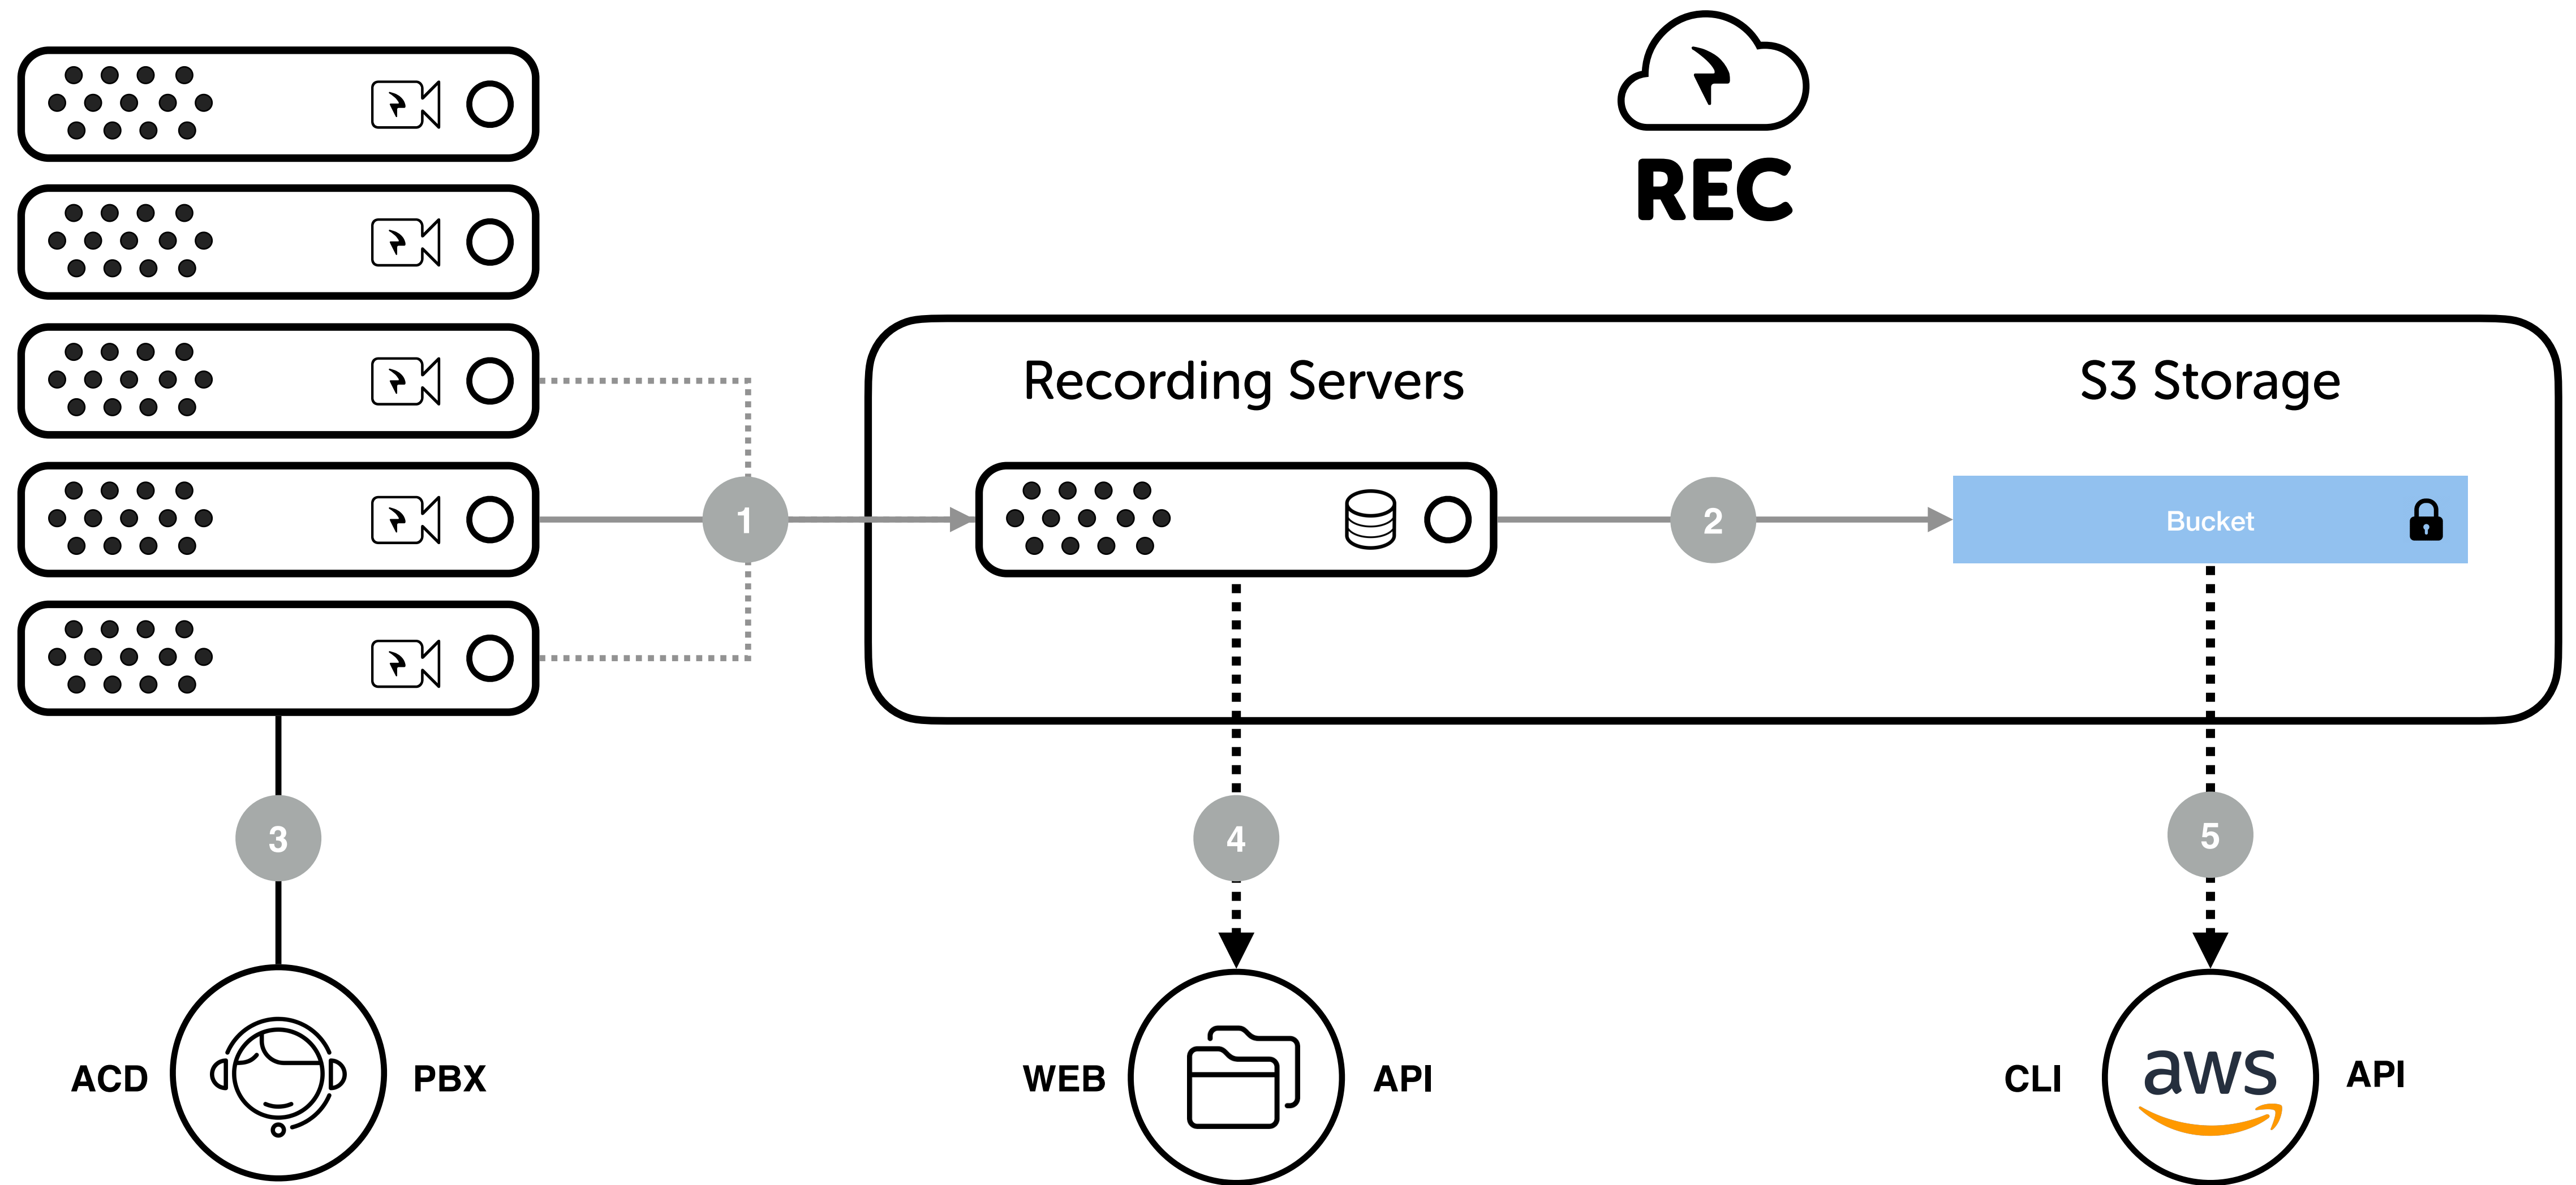 REC
Recording Servers
S3 Storage
1
2
Bucket
3
4
5
ACD
PBX
WEB
API
CLI
aws
API